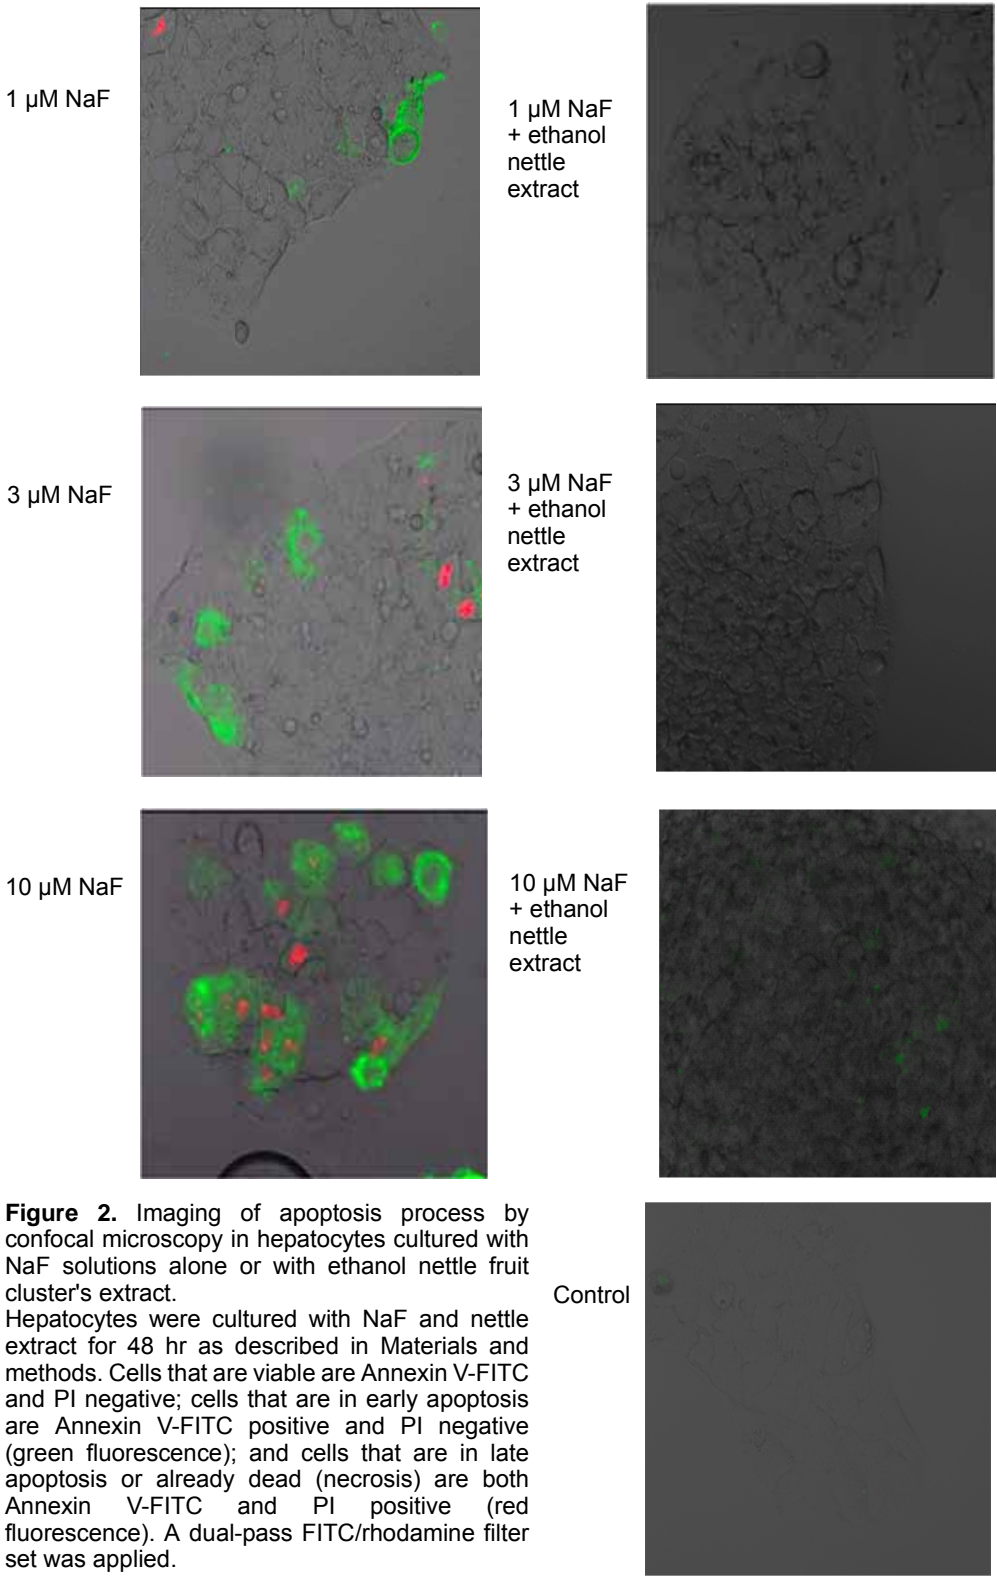 1 µM NaF
1 µM NaF
+ ethanol
nettle
extract
3 µM NaF
3 µM NaF
+ ethanol
nettle
extract
10 µM NaF
10 µM NaF
+ ethanol
nettle
extract
Figure 2. Imaging of apoptosis process by
confocal microscopy in hepatocytes cultured with
NaF solutions alone or with ethanol nettle fruit
cluster's extract.
Hepatocytes were cultured with NaF and nettle
extract for 48 hr as described in Materials and
methods. Cells that are viable are Annexin V-FITC
and PI negative; cells that are in early apoptosis
are Annexin V-FITC positive and PI negative
(green fluorescence); and cells that are in late
apoptosis or already dead (necrosis) are both
Annexin V-FITC and PI positive (red
fluorescence). A dual-pass FITC/rhodamine filter
set was applied.
Control